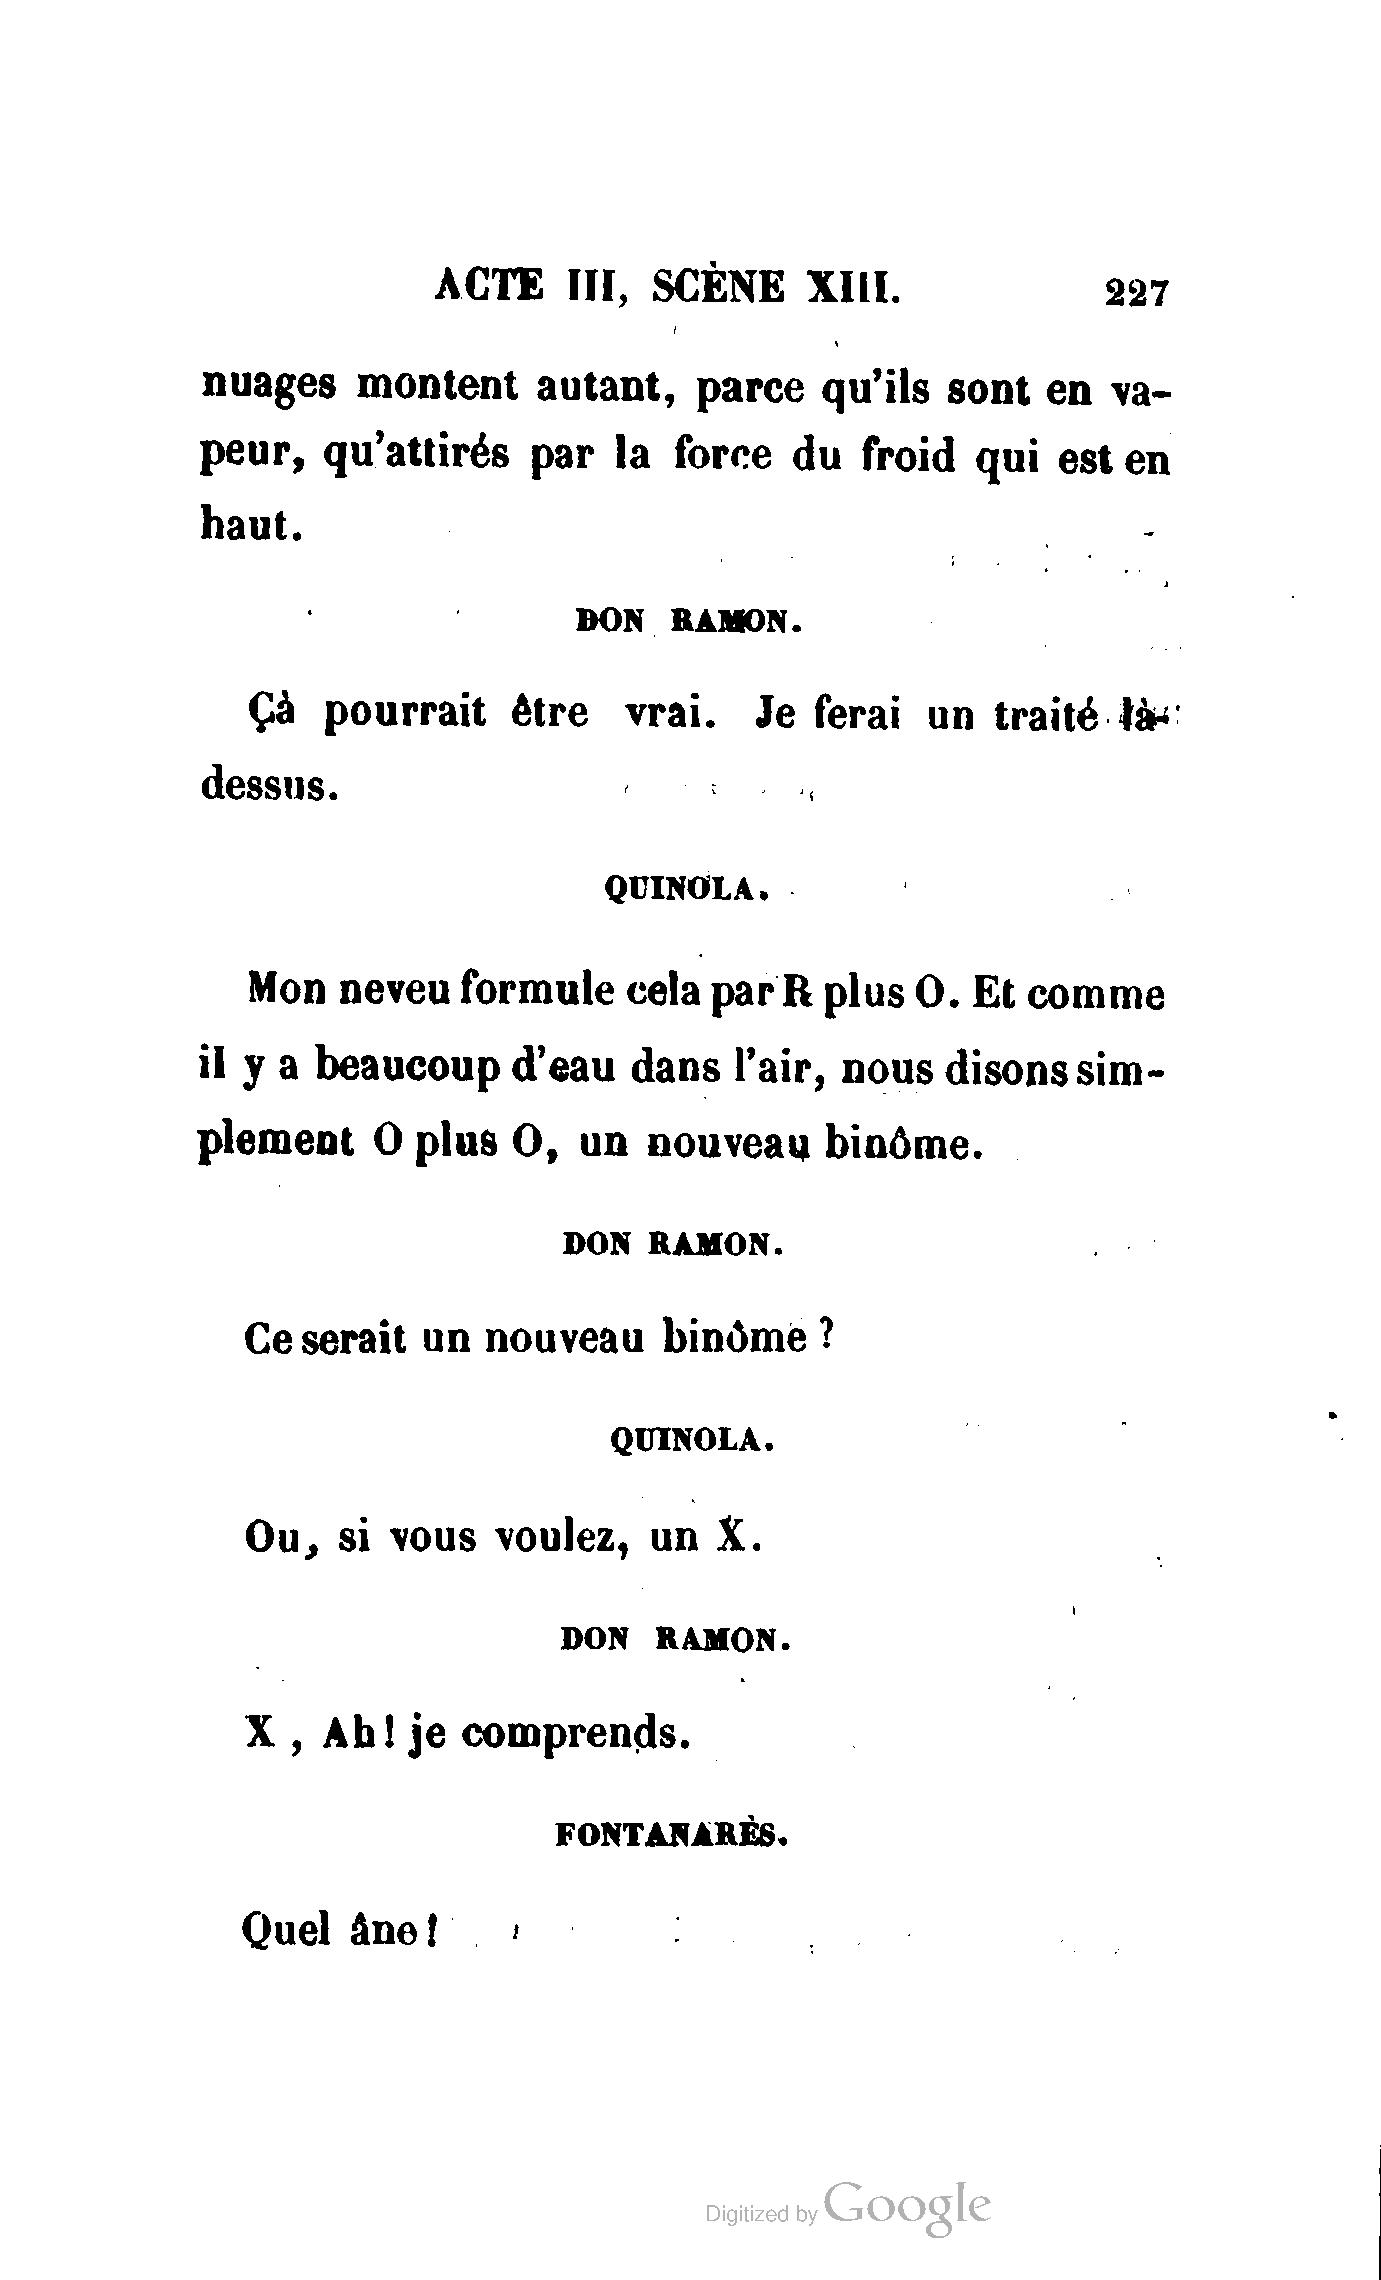 ACTE III, SCÈNE XIII. 227
nuages montent autant, parce qu'ils sont en va-
peur, qu'attirés par la force du froid qui est en
haut.
DON RAMON.
Çà pourrait être vrai. Je ferai un traité là-
dessus.
QUINOLA.
Mon neveu formule cela par R plus O. Et comme
il y a beaucoup d'eau dans l'air, nous disons sim-
plement O plus O, un nouveau binôme.
DON RAMON.
Ce serait un nouveau binôme ?
QUINOLA.
Ou, si vous voulez, un X.
DON RAMON.
X , Ah ! je comprends.
FONTANARÈS.
Quel âne !
Digitized by Google